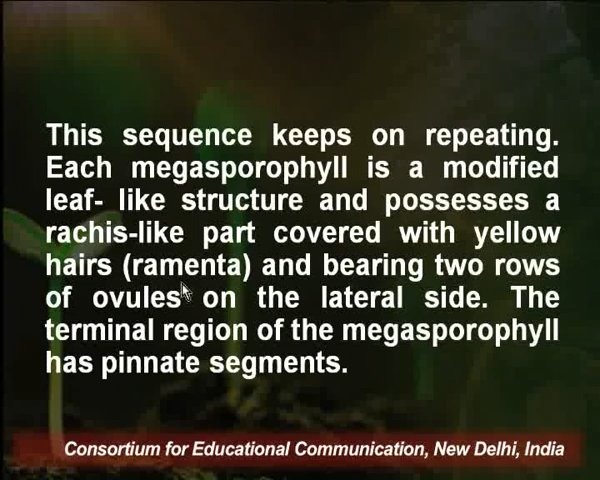 This sequence keeps on repeating.
Each megasporophyll is a modified
leaf- like structure and possesses a
rachis-like part covered with yellow
hairs (ramenta) and bearing two rows
of ovules on the lateral side. The
terminal region of the megasporophyll
has pinnate segments.
Consortium for Educational Communication, New Delhi, India